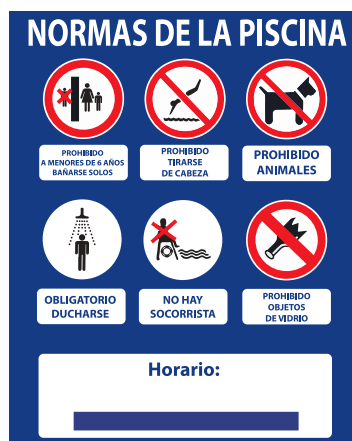 NORMAS DE LA PISCINA
PROHIBIDO
A MENORES DE 6 AÑOS
BAÑARSE SOLOS
PROHIBIDO
TIRARSE
DE CABEZA
PROHIBIDO
ANIMALES
OBLIGATORIO
DUCHARSE
NO HAY
SOCORRISTA
PROHIBIDO
OBJETOS
DE VIDRIO
Horario: